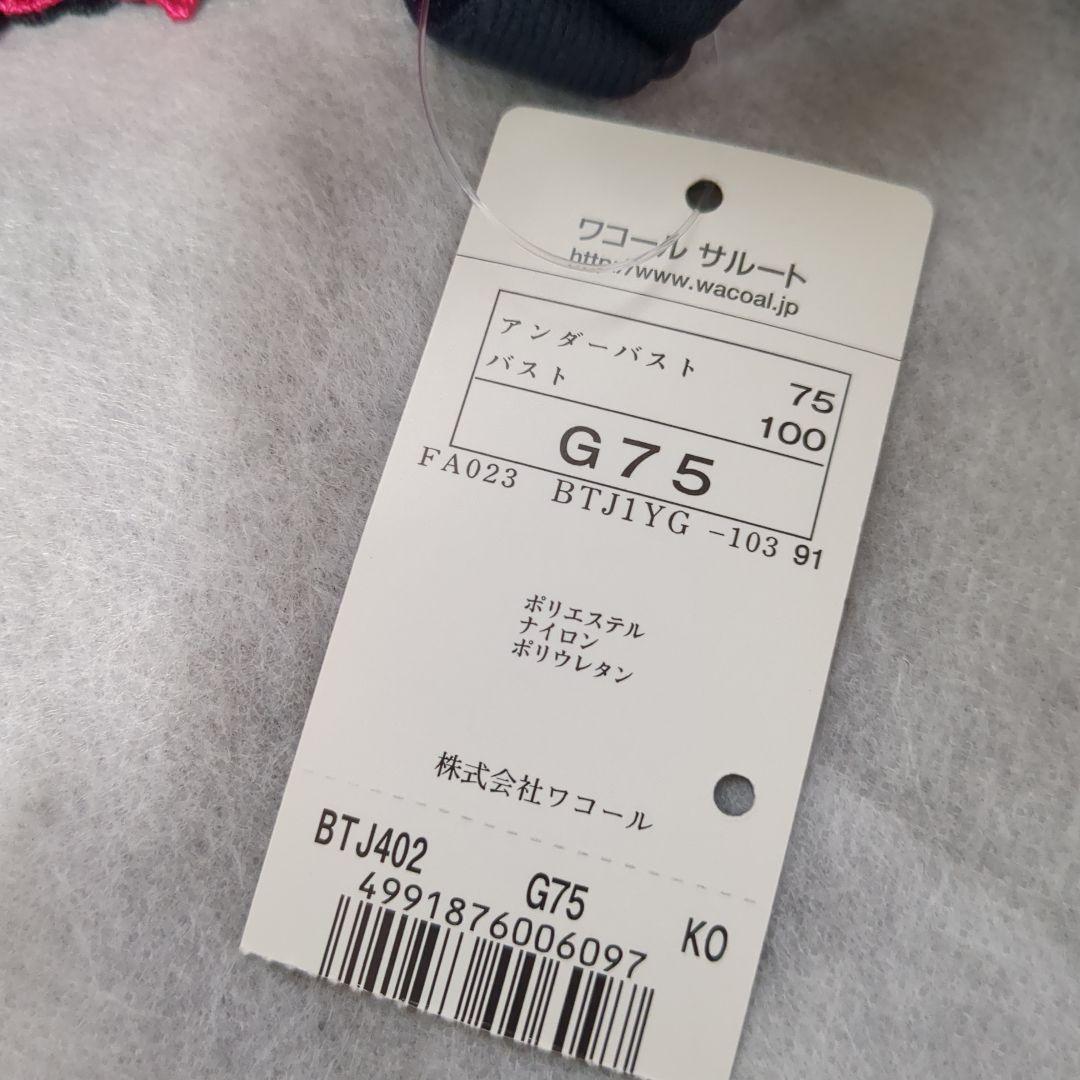 ワコール サルート
http://www.wacoal.jp
アンダーバスト 75
バスト 100
G75
FA023 BTJ1YG -103 91
ポリエステル
ナイロン
ポリウレタン
株式会社ワコール
BTJ402 G75 KO
4991876006097